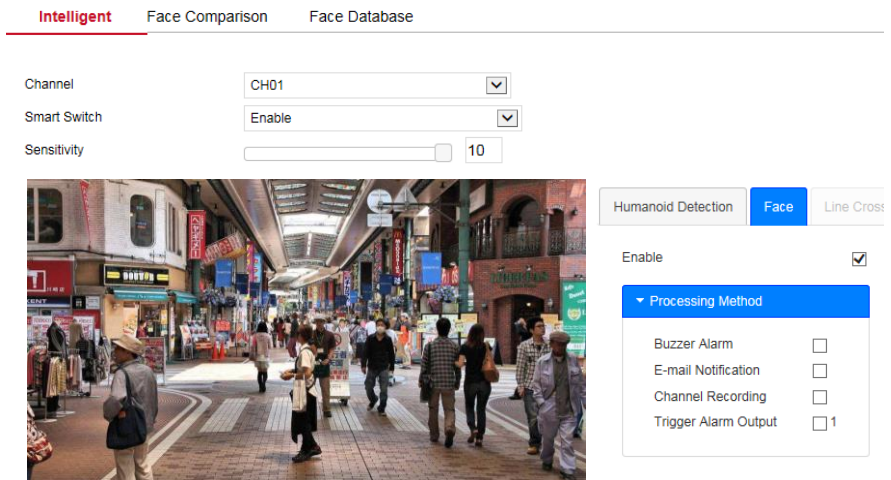 Intelligent Face Comparison Face Database
Channel CH01
Smart Switch Enable
Sensitivity 10
Humanoid Detection Face Line Cross
Enable
Processing Method
Buzzer Alarm
E-mail Notification
Channel Recording
Trigger Alarm Output 1